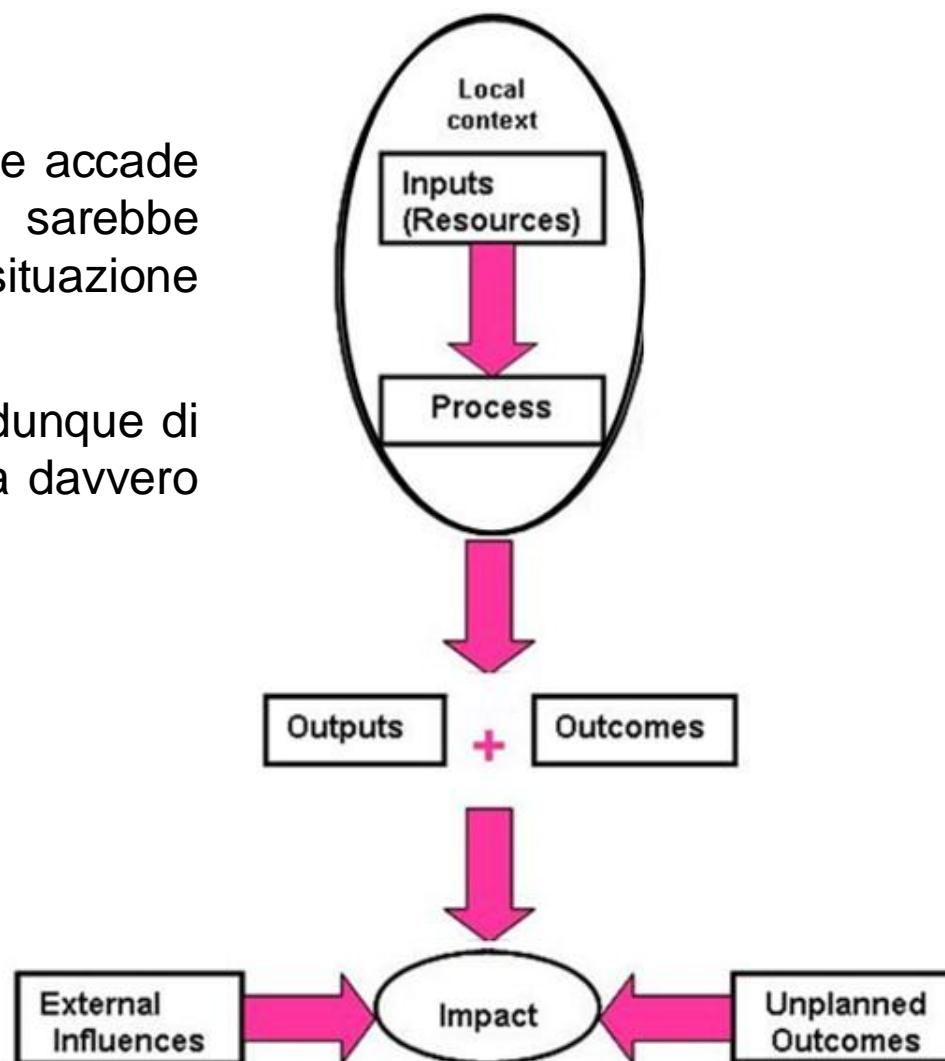 e accade
sarebbe
situazione
dunque di
a davvero
Local
context
Inputs
(Resources)
Process
Outputs
+
Outcomes
External
Influences
Impact
Unplanned
Outcomes